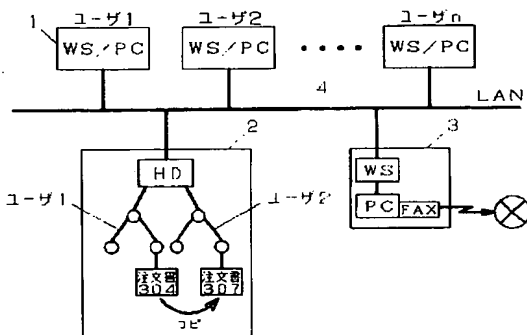 ユーザ1 ユーザ2 ユーザn
1 WS/PC WS/PC ‥‥ WS/PC
4 LAN
2 3
HD WS
ユーザ1 ユーザ2 PC FAX
注文書 注文書
304 307
コピー